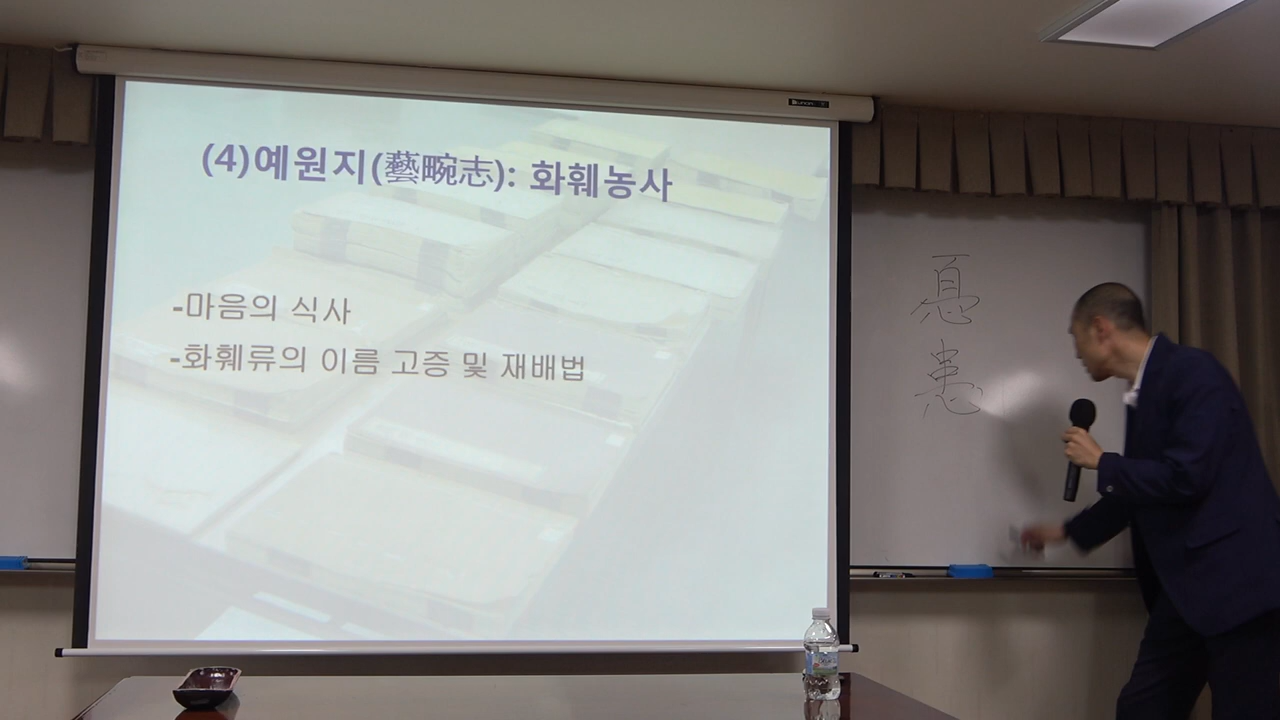 (4)예원지(藝畹志): 화훼농사
-마음의 식사
-화훼류의 이름 고증 및 재배법
患